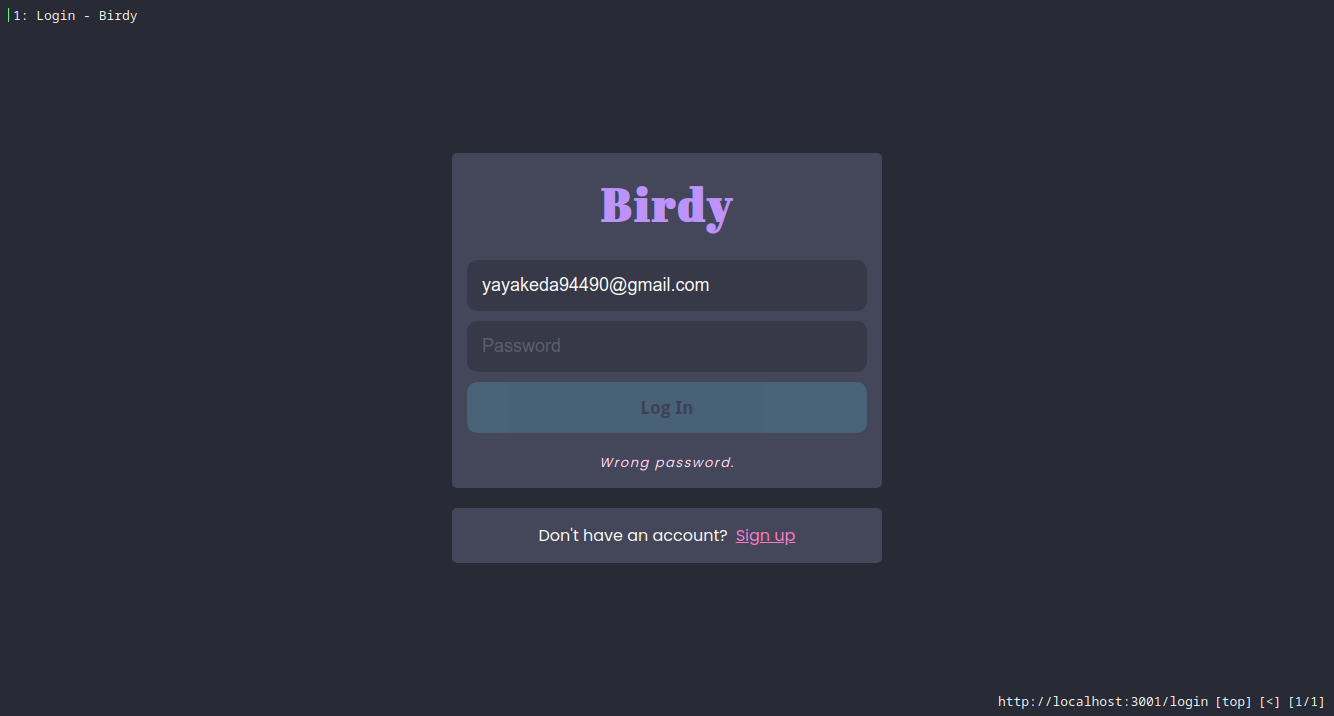 1: Login - Birdy
Birdy
yayakeda94490@gmail.com
Password
Log In
Wrong password.
Don't have an account? Sign up
http://localhost:3001/login [top] [<] [1/1]